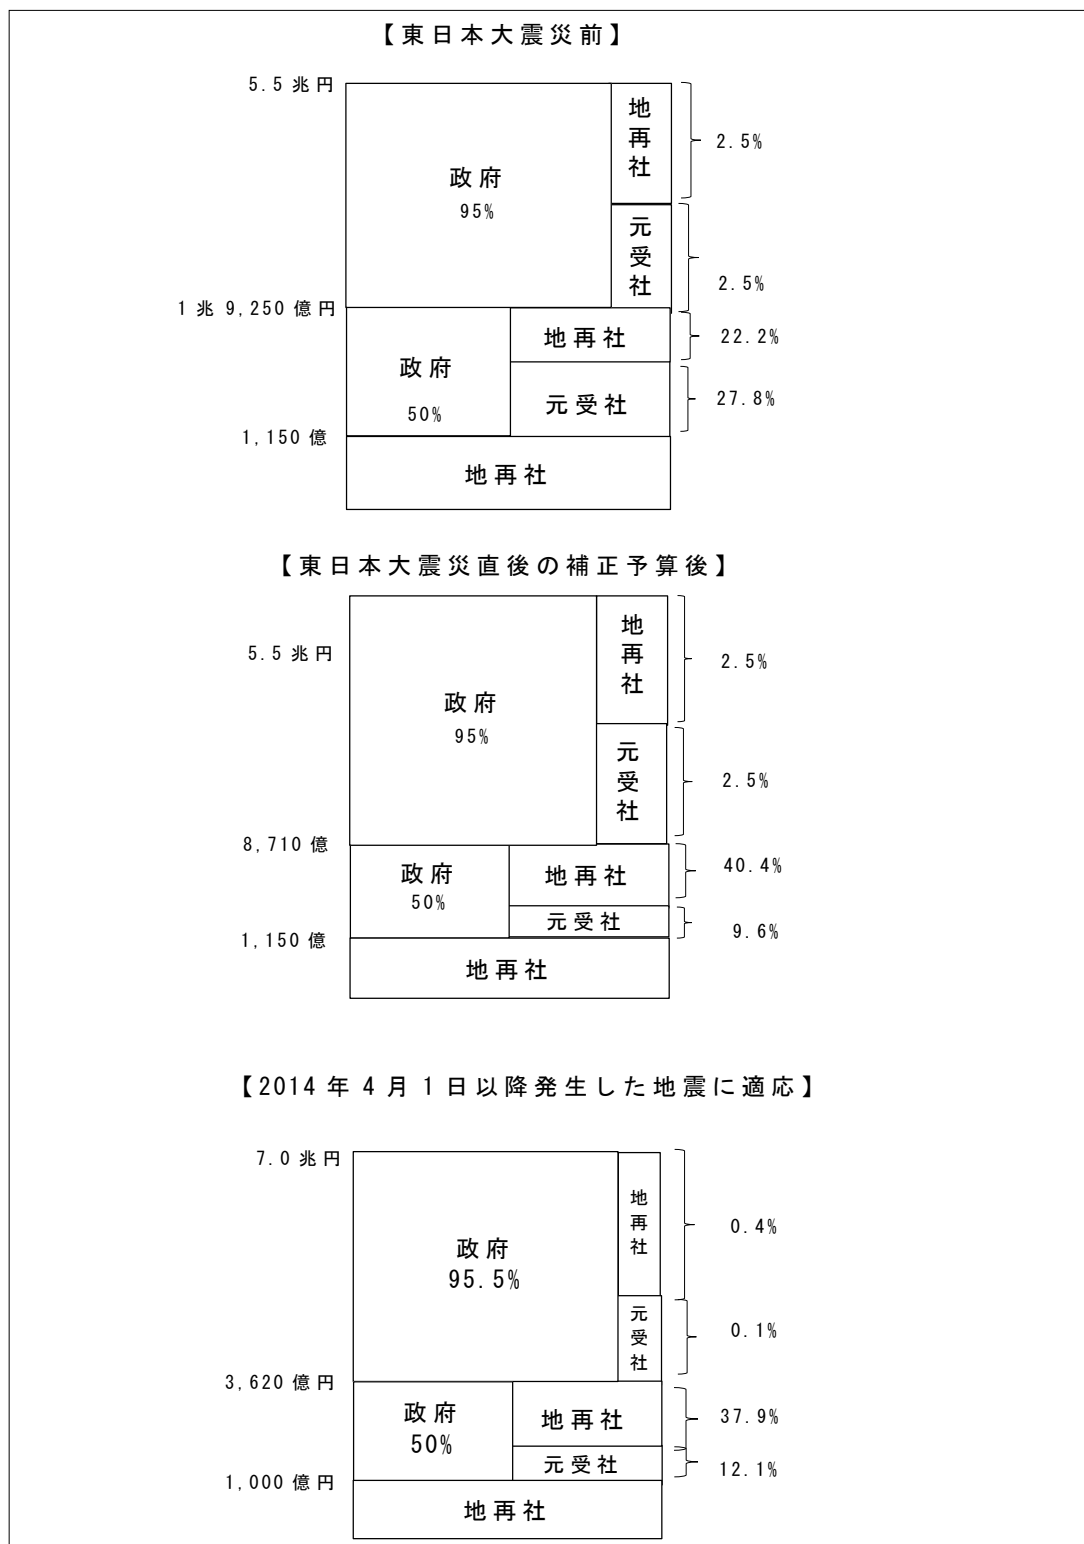 【東日本大震災前】
5.5兆円
地再社
2.5%
政府
95%
元受社
2.5%
1兆9,250億円
地再社
22.2%
政府
50%
元受社
27.8%
1,150億
地再社
【東日本大震災直後の補正予算後】
5.5兆円
地再社
2.5%
政府
95%
元受社
2.5%
8,710億
政府
50%
地再社
40.4%
元受社
9.6%
1,150億
地再社
【2014年4月1日以降発生した地震に適応】
7.0兆円
地再社
0.4%
政府
95.5%
元受社
0.1%
3,620億円
政府
50%
地再社
37.9%
元受社
12.1%
1,000億円
地再社